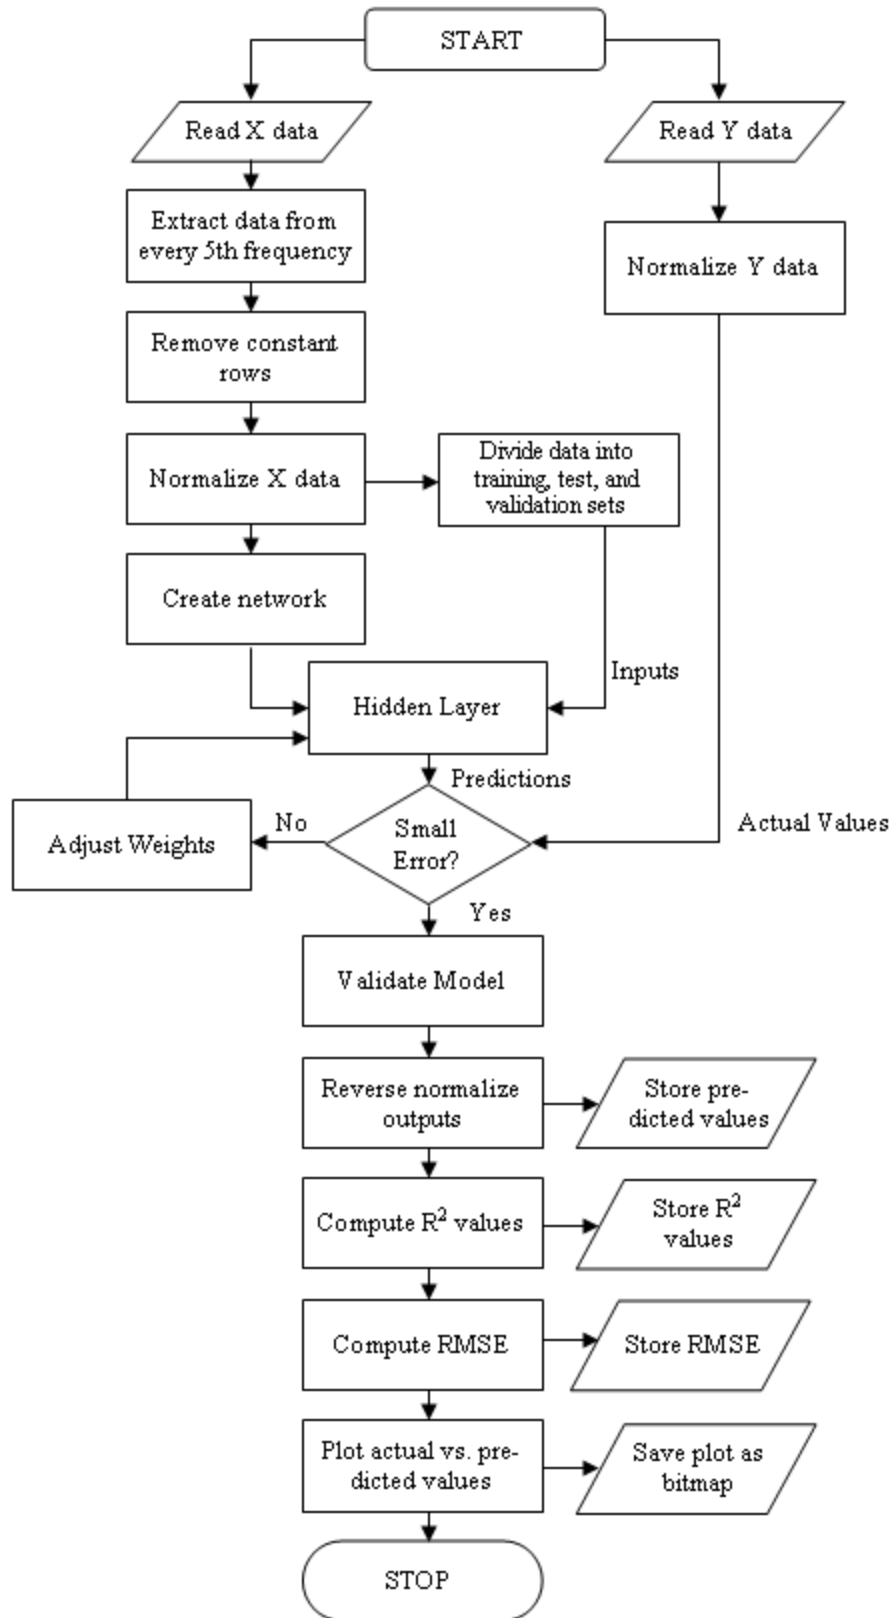 START
Read X data
Read Y data
Extract data from
every 5th frequency
Normalize Y data
Remove constant
rows
Normalize X data
Divide data into
training, test, and
validation sets
Create network
Inputs
Hidden Layer
Predictions
Adjust Weights
No
Small
Error?
Actual Values
Yes
Validate Model
Reverse normalize
outputs
Store pre-
dicted values
Compute R² values
Store R²
values
Compute RMSE
Store RMSE
Plot actual vs. pre-
dicted values
Save plot as
bitmap
STOP